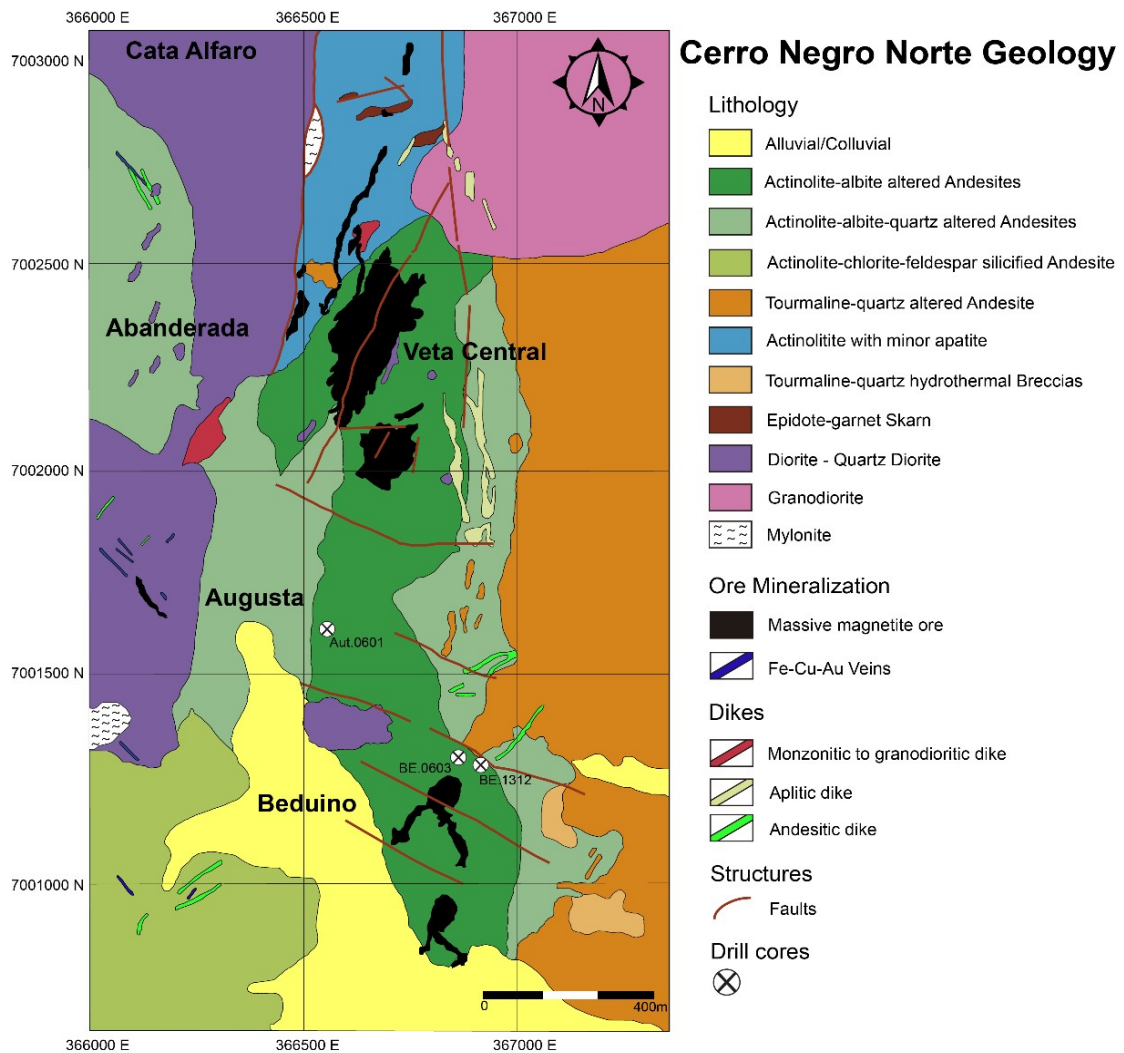 366000 E
366500 E
367000 E
7003000 N
Cata Alfaro
N
Cerro Negro Norte Geology
Lithology
Alluvial/Colluvial
Actinolite-albite altered Andesites
Actinolite-albite-quartz altered Andesites
Actinolite-chlorite-feldespar silicified Andesite
Tourmaline-quartz altered Andesite
Actinolitite with minor apatite
Tourmaline-quartz hydrothermal Breccias
Epidote-garnet Skarn
Diorite - Quartz Diorite
Granodiorite
Mylonite
Ore Mineralization
Massive magnetite ore
Fe-Cu-Au Veins
Dikes
Monzonitic to granodioritic dike
Aplitic dike
Andesitic dike
Structures
Faults
Drill cores
7002500 N
Abanderada
Veta Central
7002000 N
Augusta
Aut.0601
7001500 N
BE.0603
BE.1312
Beduino
7001000 N
0
400m
366000 E
366500 E
367000 E